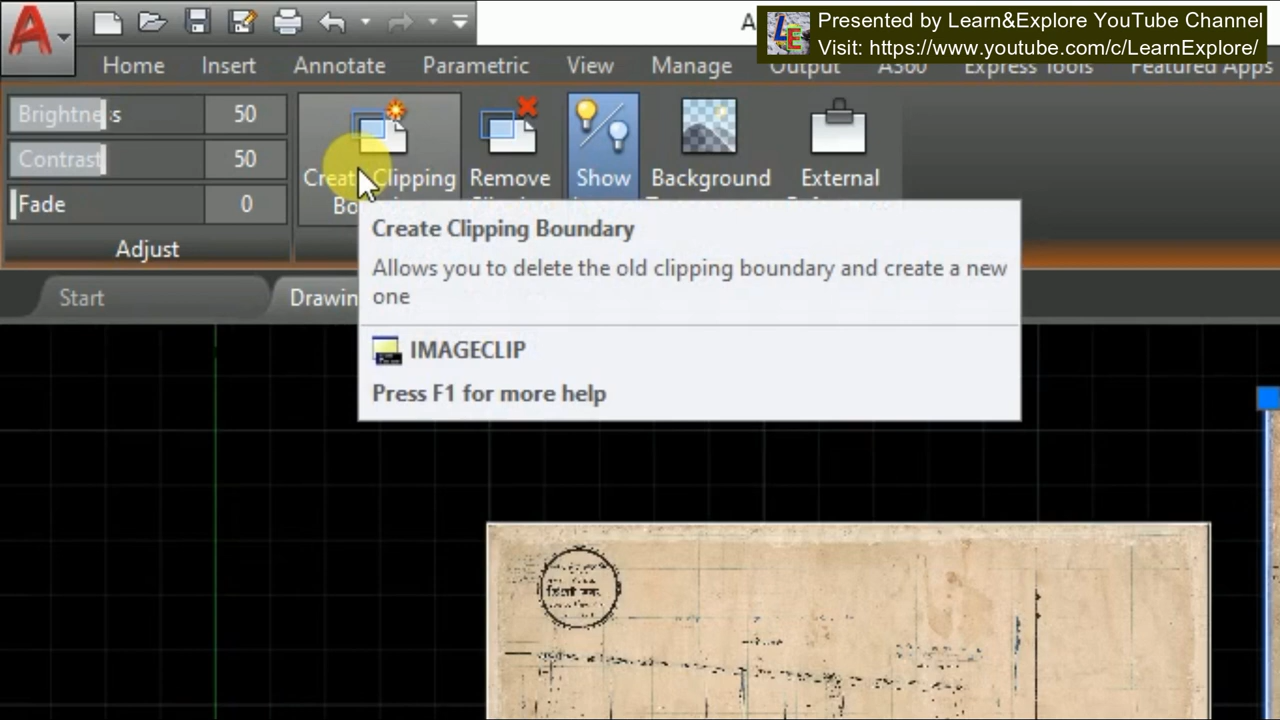 A
Presented by Learn&Explore YouTube Channel
Visit: https://www.youtube.com/c/LearnExplore/
Home Insert Annotate Parametric View Manage Output A360 Express Tools Featured Apps
Brightness 50
Contrast 50
Fade 0
Adjust
Create Clipping
Remove
Show
Background
External
Create Clipping Boundary
Allows you to delete the old clipping boundary and create a new
one
IMAGECLIP
Press F1 for more help
Start
Drawin